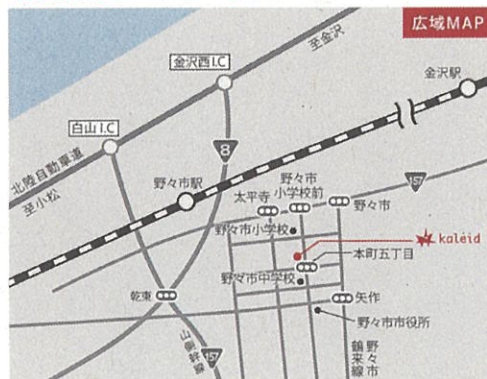 広域MAP
至金沢
金沢西I.C
金沢駅
白山I.C
8
北陸自動車道
至小松
野々市駅
野々市
小学校前
157
太平寺
野々市
野々市小学校
kaleid
本町五丁目
野々市中学校
乾東
矢作
野々市市役所
157
野々市
鶴来線